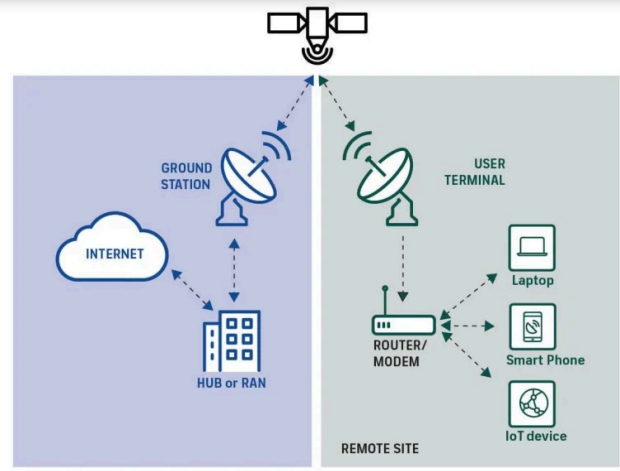 GROUND
STATION
USER
TERMINAL
INTERNET
Laptop
ROUTER/
MODEM
Smart Phone
HUB or RAN
IoT device
REMOTE SITE